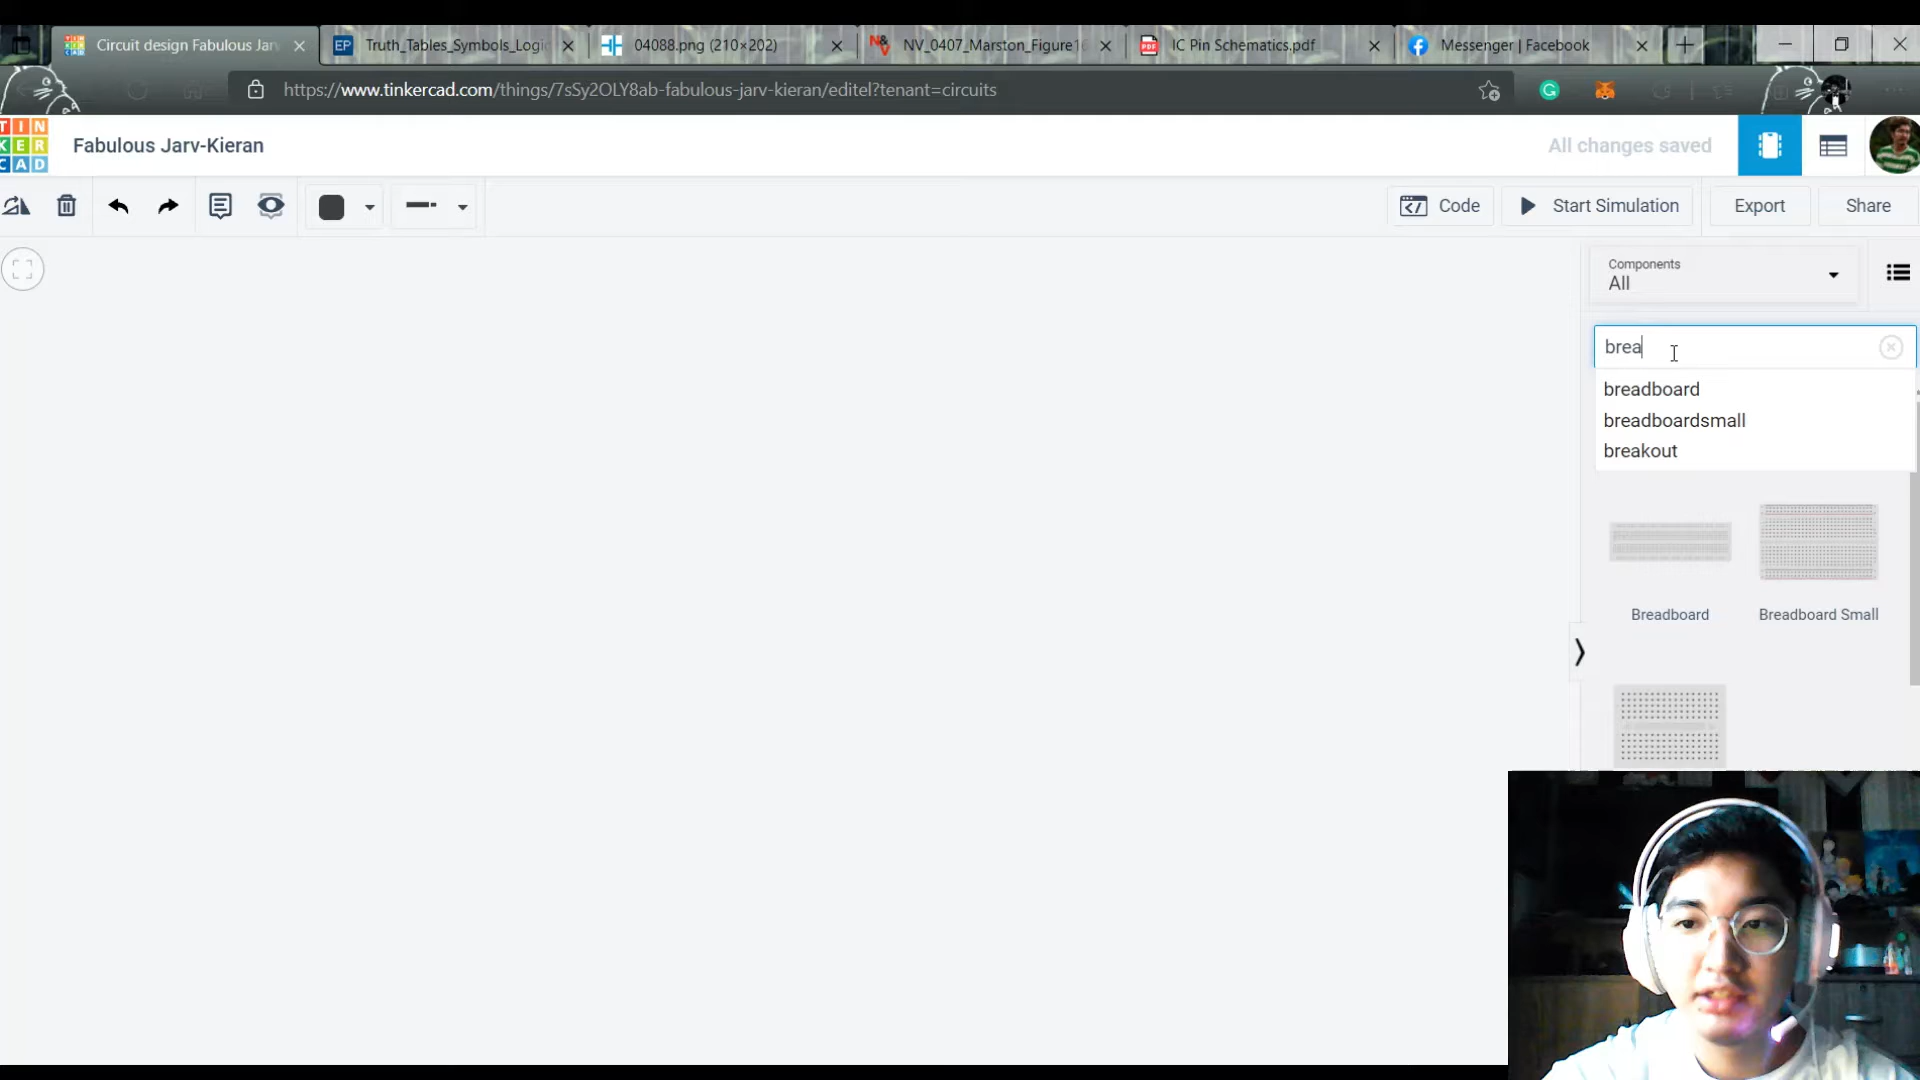 Circuit design Fabulous Jar
EP
Truth_Tables_Symbols_Logi
04088.png (210×202)
NV_0407_Marston_Figure1
PDF
IC Pin Schematics.pdf
Messenger | Facebook
https://www.tinkercad.com/things/7sSy2OLY8ab-fabulous-jarv-kieran/editel?tenant=circuits
TIN
KER
CAD
Fabulous Jarv-Kieran
All changes saved
Code
Start Simulation
Export
Share
Components
All
brea
breadboard
breadboardsmall
breakout
Breadboard
Breadboard Small